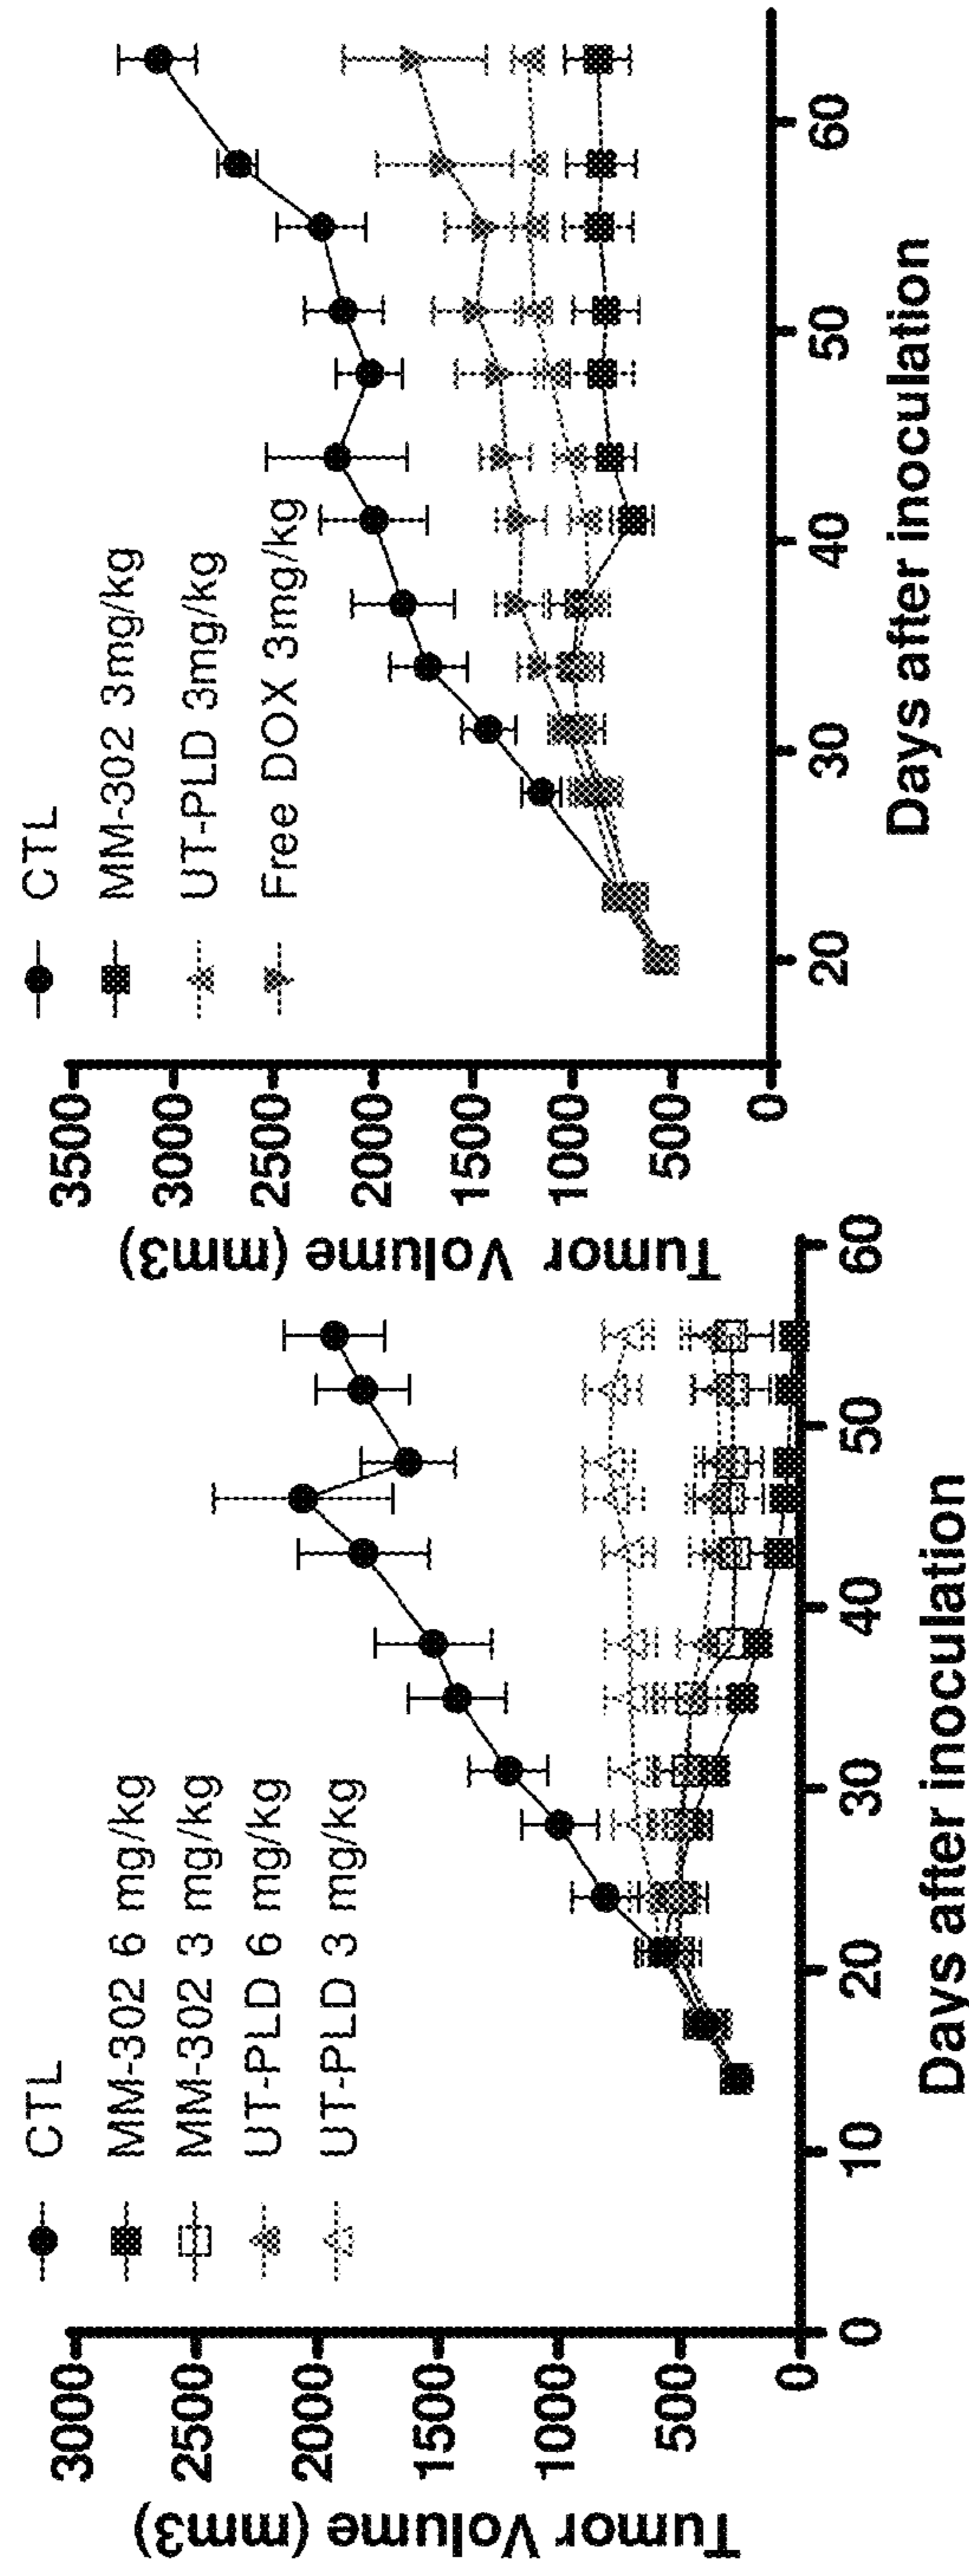 Tumor Volume (mm3)
3000
2500
2000
1500
1000
500
0
CTL
MM-302 6 mg/kg
MM-302 3 mg/kg
UT-PLD 6 mg/kg
UT-PLD 3 mg/kg
0
10
20
30
40
50
60
Days after inoculation
Tumor Volume (mm3)
3500
3000
2500
2000
1500
1000
500
0
CTL
MM-302 3mg/kg
UT-PLD 3mg/kg
Free DOX 3mg/kg
20
30
40
50
60
Days after inoculation